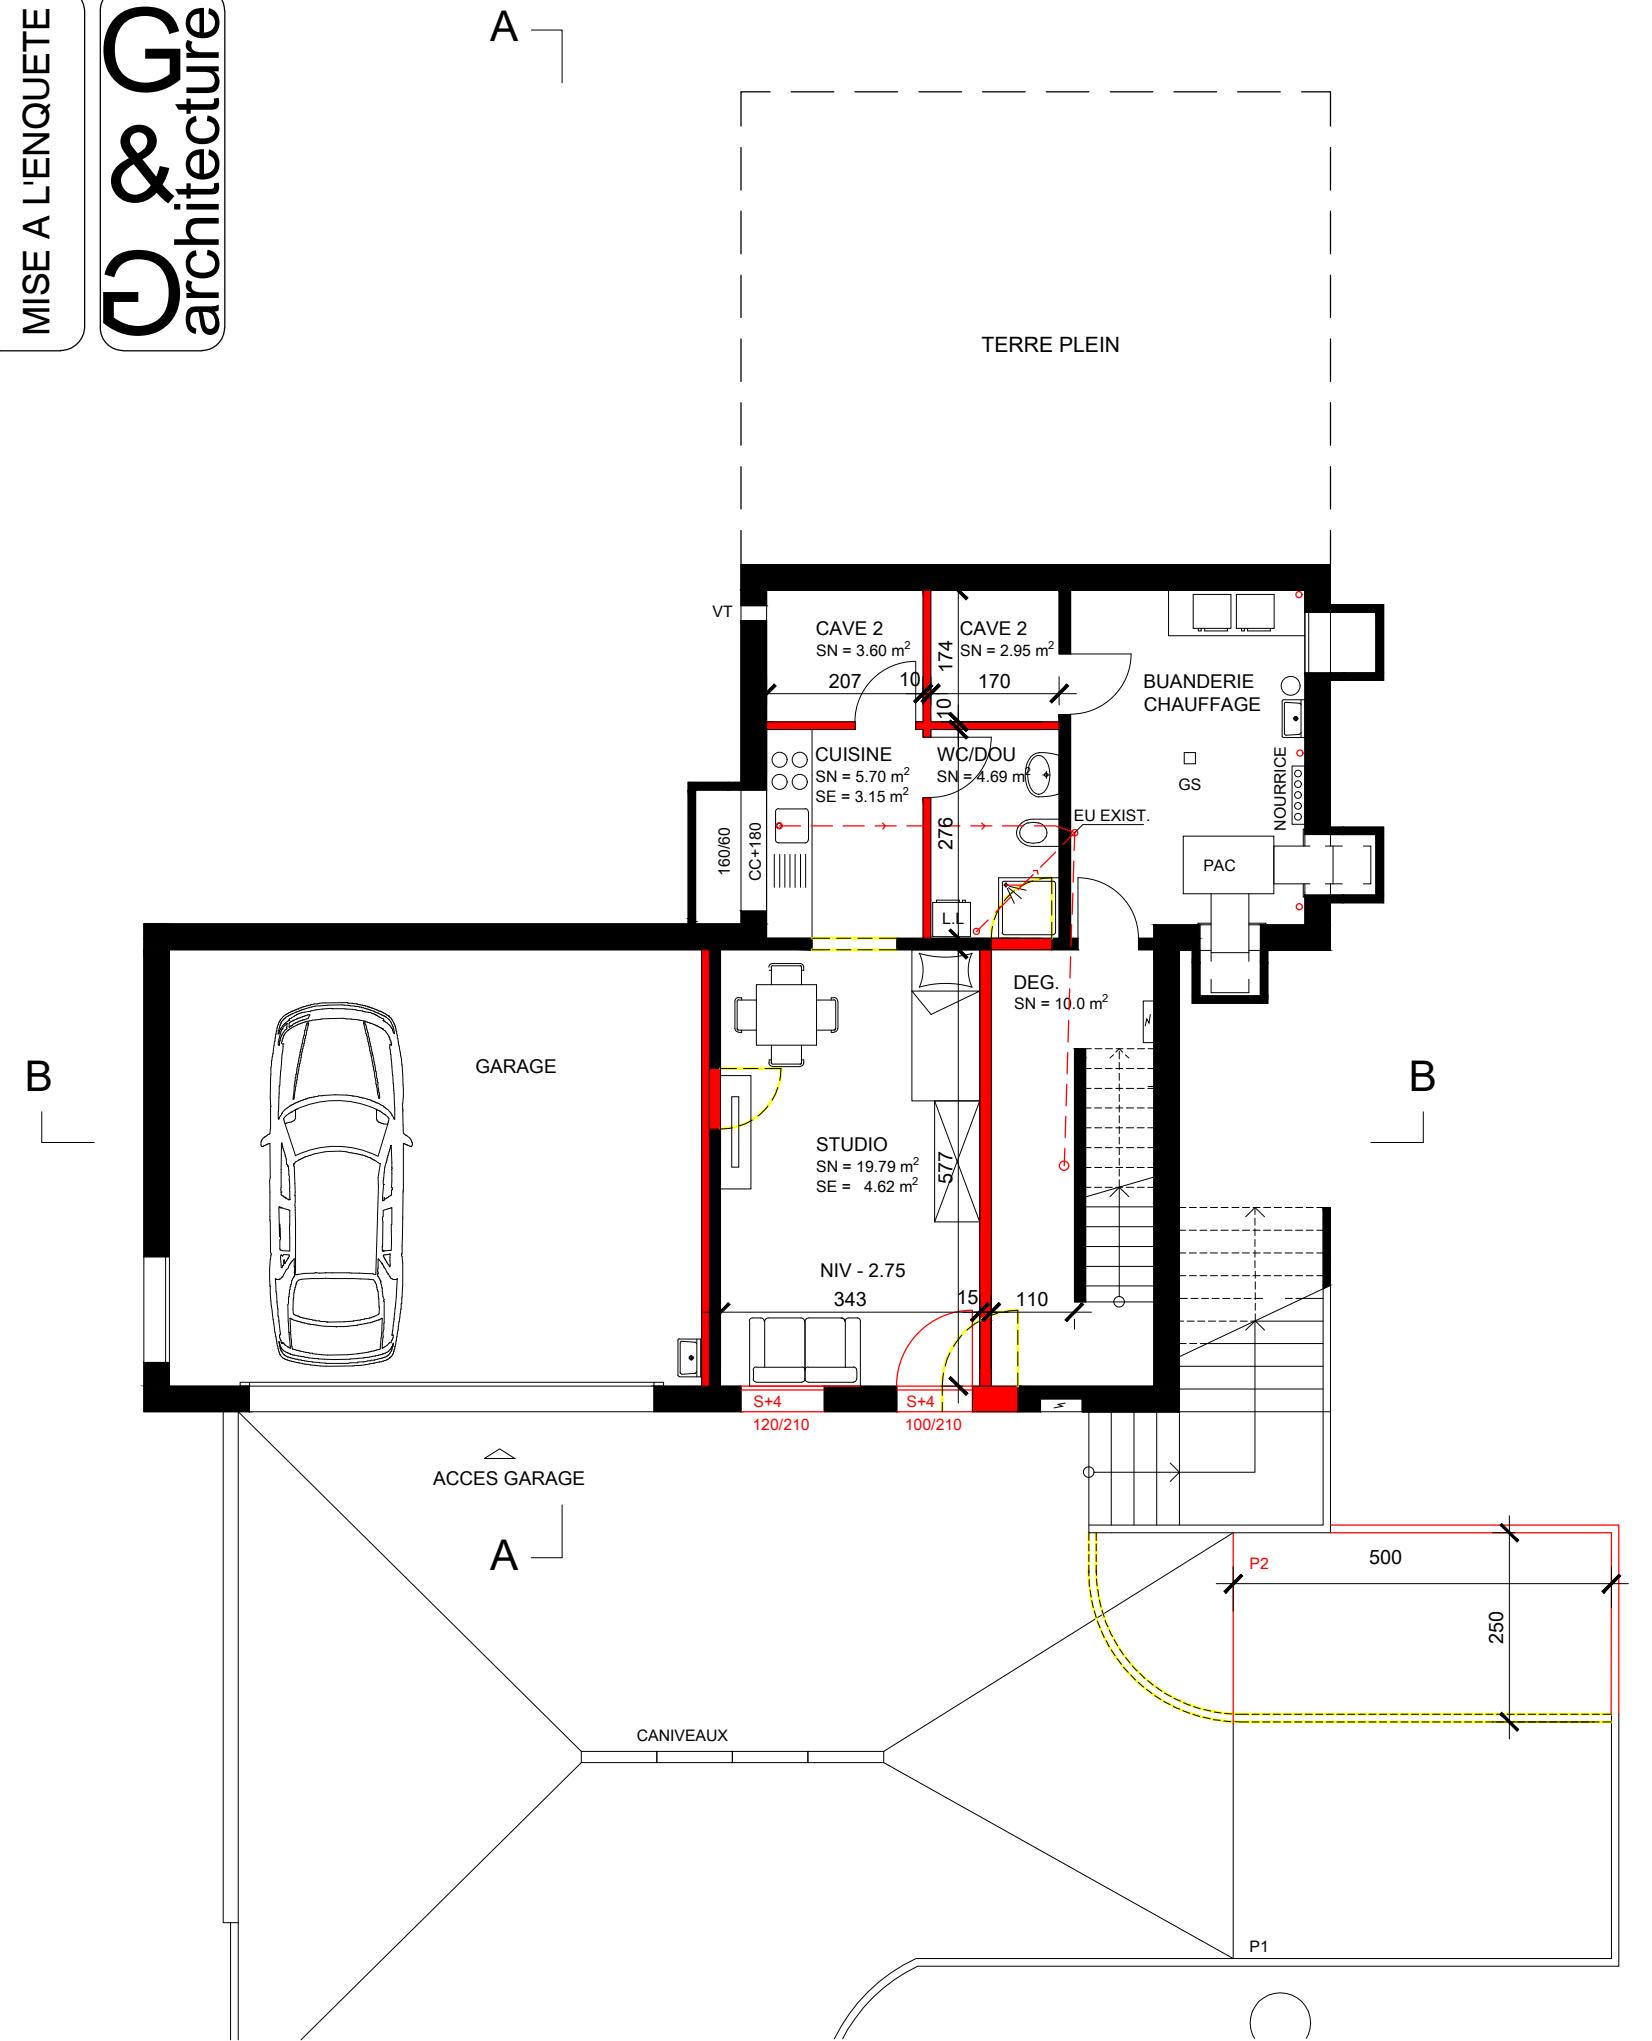 MISE A L'ENQUETE
G & G
architecture
A
TERRE PLEIN
VT
CAVE 2
SN = 3.60 m²
CAVE 2
SN = 2.95 m²
174
207
10
170
10
BUANDERIE
CHAUFFAGE
CUISINE
SN = 5.70 m²
SE = 3.15 m²
WC/DOU
SN = 4.69 m²
GS
NOURRICE
276
EU EXIST.
160/60
CC+180
PAC
L.L
DEG.
SN = 10.0 m²
GARAGE
B
B
STUDIO
SN = 19.79 m²
SE = 4.62 m²
577
NIV - 2.75
343
15
110
S+4
120/210
S+4
100/210
ACCES GARAGE
A
P2
500
250
CANIVEAUX
P1